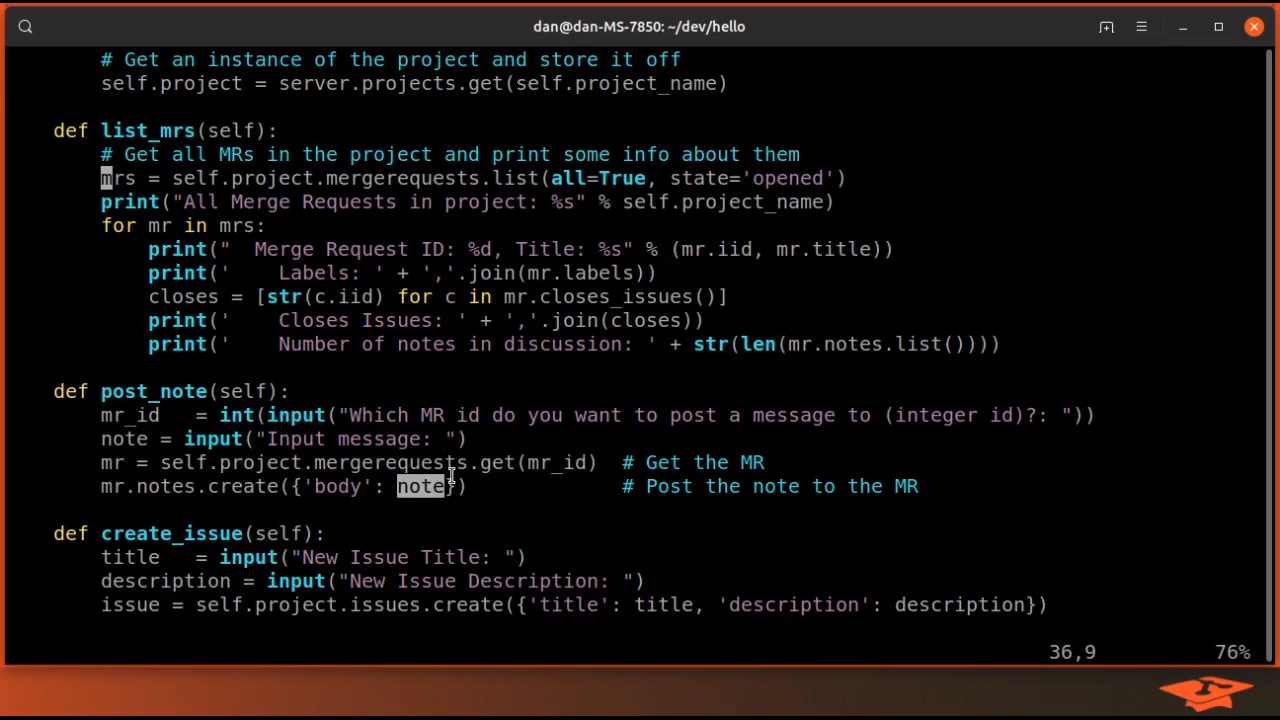 dan@dan-MS-7850: ~/dev/hello
# Get an instance of the project and store it off
self.project = server.projects.get(self.project_name)
def list_mrs(self):
# Get all MRs in the project and print some info about them
mrs = self.project.mergerequests.list(all=True, state='opened')
print("All Merge Requests in project: %s" % self.project_name)
for mr in mrs:
print("  Merge Request ID: %d, Title: %s" % (mr.iid, mr.title))
print('    Labels: ' + ','.join(mr.labels))
closes = [str(c.iid) for c in mr.closes_issues()]
print('    Closes Issues: ' + ','.join(closes))
print('    Number of notes in discussion: ' + str(len(mr.notes.list())))
def post_note(self):
mr_id   = int(input("Which MR id do you want to post a message to (integer id)?: "))
note = input("Input message: ")
mr = self.project.mergerequests.get(mr_id)  # Get the MR
mr.notes.create({'body': note})             # Post the note to the MR
def create_issue(self):
title   = input("New Issue Title: ")
description = input("New Issue Description: ")
issue = self.project.issues.create({'title': title, 'description': description})
36,9 76%